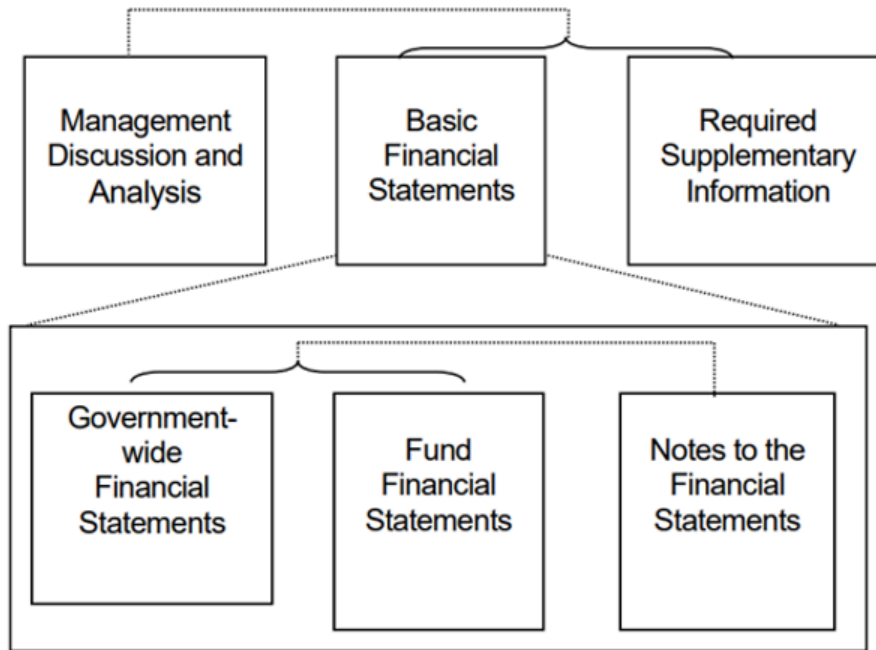 Management
Discussion and
Analysis
Basic
Financial
Statements
Required
Supplementary
Information
Government-
wide
Financial
Statements
Fund
Financial
Statements
Notes to the
Financial
Statements